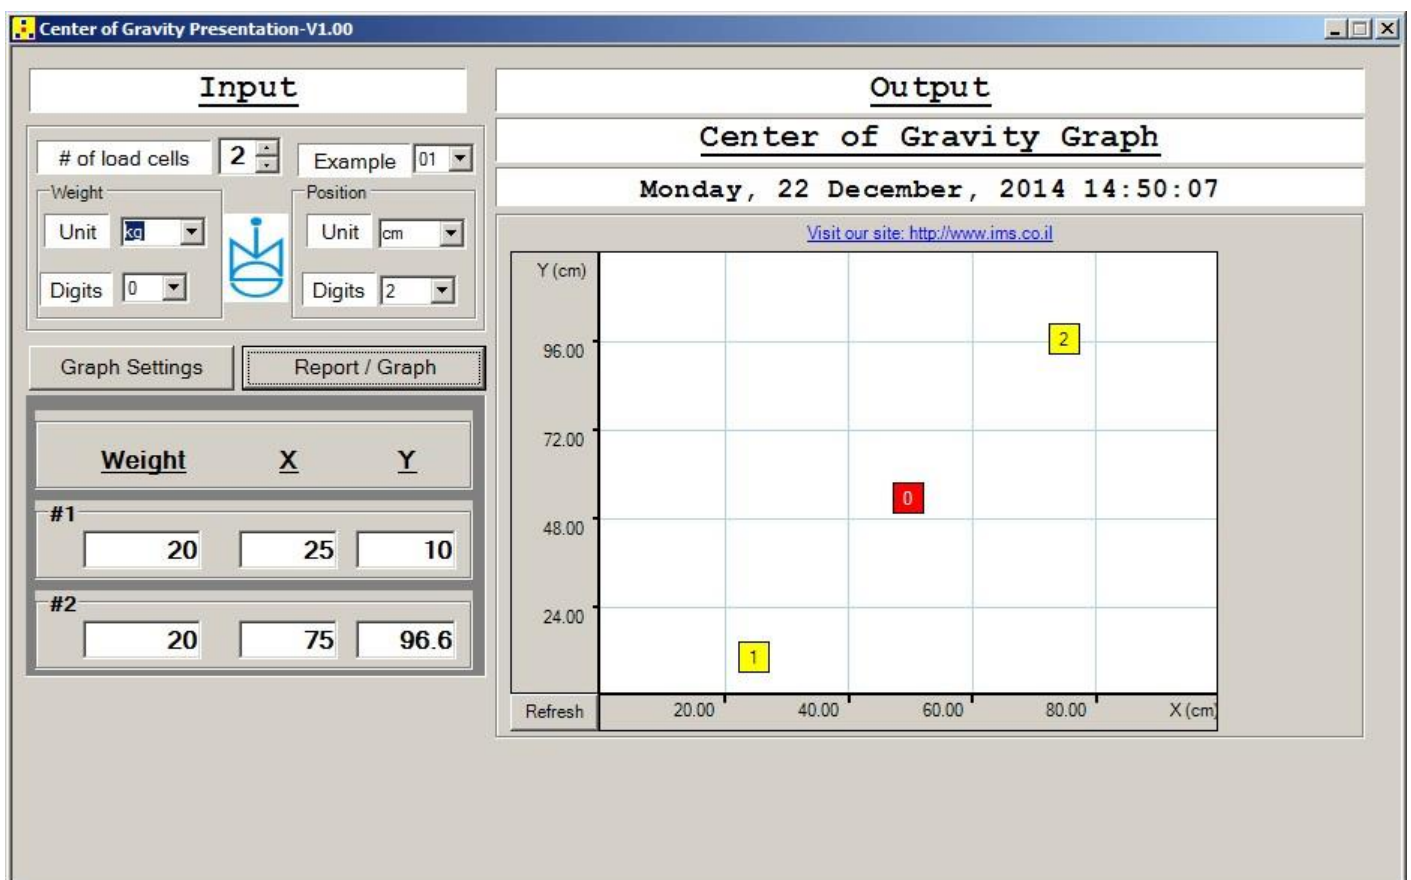 Center of Gravity Presentation-V1.00
Input
# of load cells 2 Example 01
Weight Position
Unit kg Unit cm
Digits 0 Digits 2
Graph Settings Report / Graph
Weight X Y
#1
20 25 10
#2
20 75 96.6
Output
Center of Gravity Graph
Monday, 22 December, 2014 14:50:07
Visit our site: http://www.ims.co.il
Y (cm)
96.00 2
72.00
0
48.00
24.00
1
Refresh 20.00 40.00 60.00 80.00 X (cm)